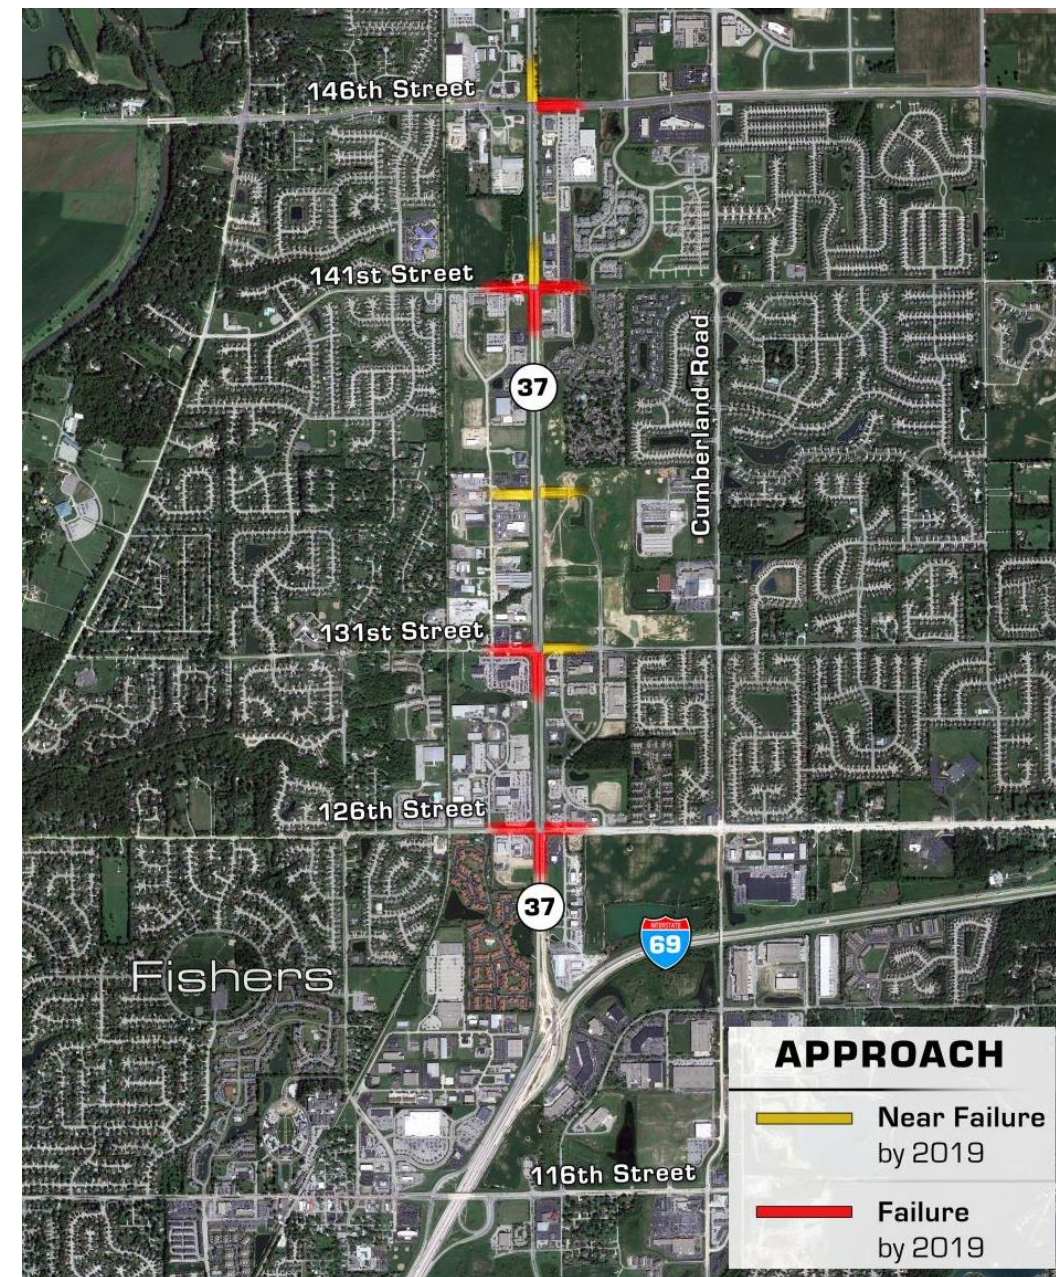 146th Street
141st Street
37
Cumberland Road
131st Street
126th Street
37
INTERSTATE
69
Fishers
APPROACH
Near Failure
by 2019
116th Street
Failure
by 2019